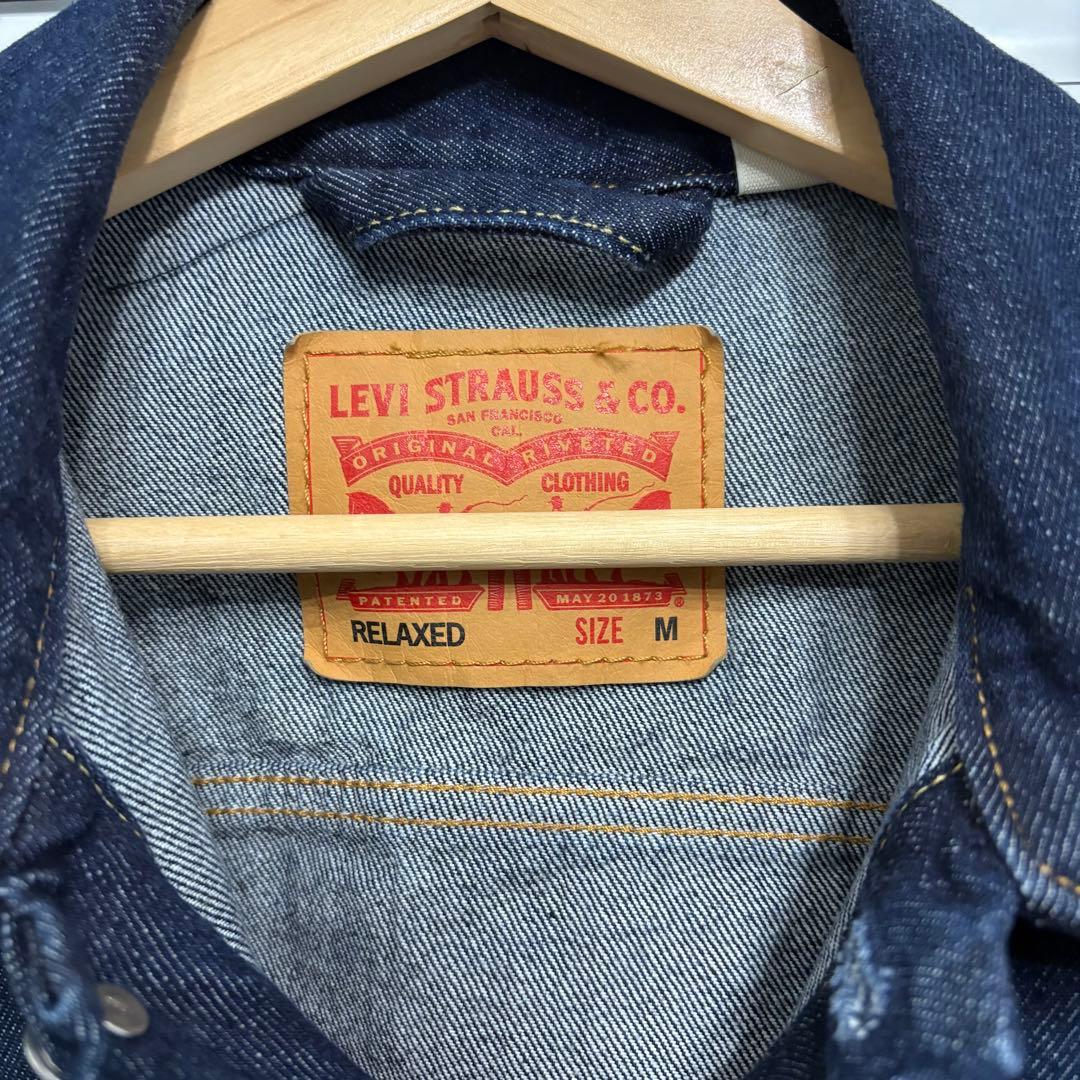 LEVI STRAUSS & CO.
SAN FRANCISCO
CAL.
ORIGINAL RIVETED
QUALITY CLOTHING
PATENTED MAY 20 1873 ®
RELAXED SIZE M